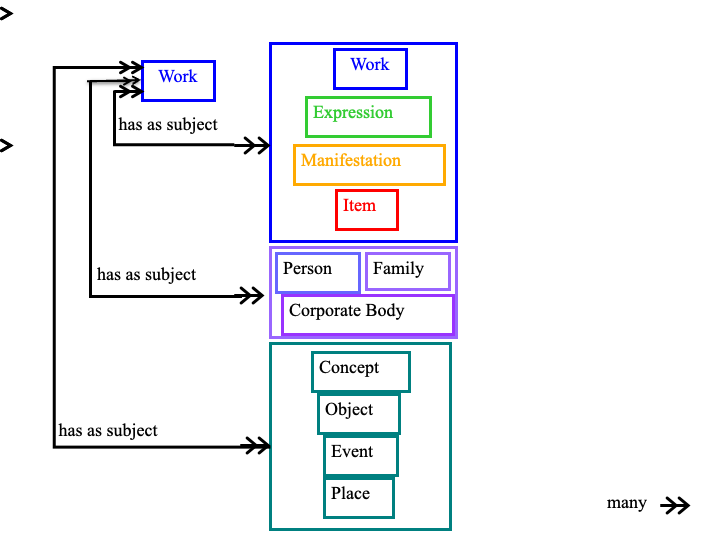 Work
Work
Expression
has as subject
Manifestation
Item
Person
Family
has as subject
Corporate Body
Concept
Object
has as subject
Event
Place
many